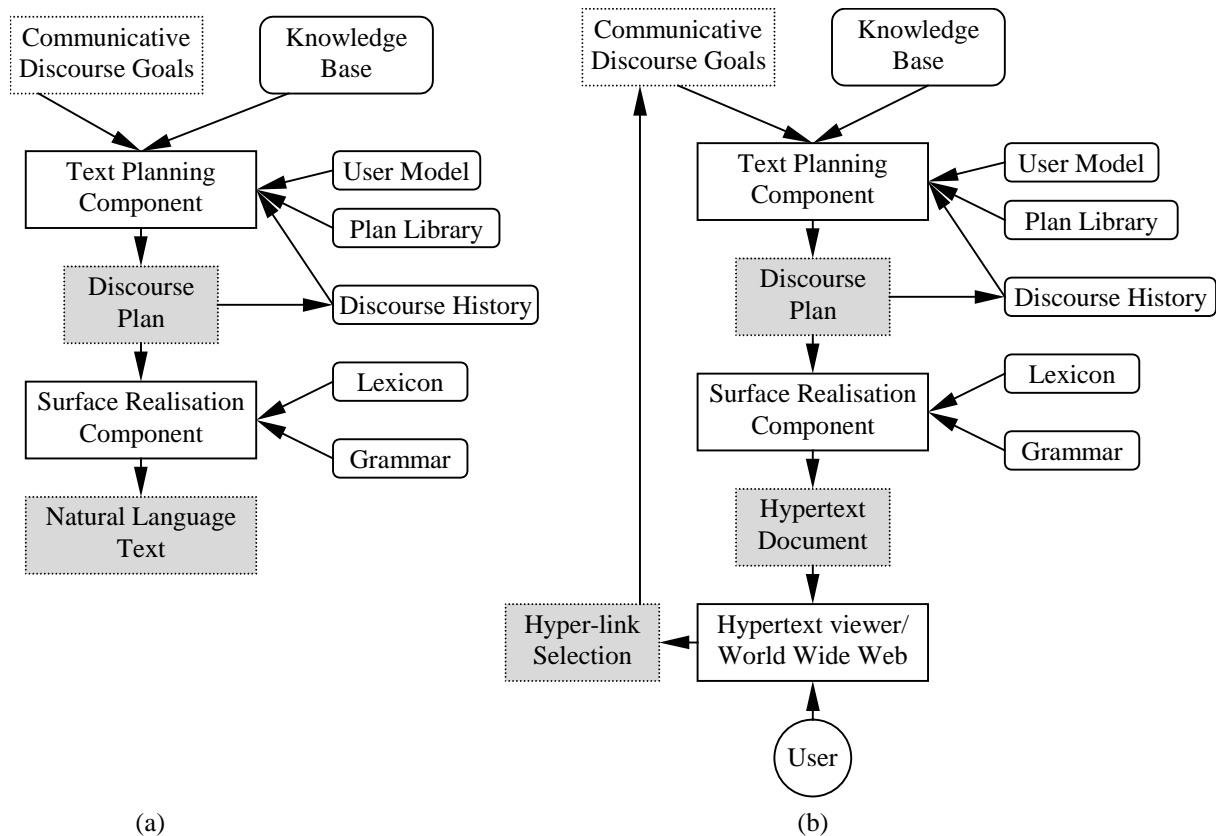 Communicative
Discourse Goals
Knowledge
Base
Text Planning
Component
User Model
Plan Library
Discourse
Plan
Discourse History
Surface Realisation
Component
Lexicon
Grammar
Natural Language
Text
(a)
Communicative
Discourse Goals
Knowledge
Base
Text Planning
Component
User Model
Plan Library
Discourse
Plan
Discourse History
Surface Realisation
Component
Lexicon
Grammar
Hypertext
Document
Hyper-link
Selection
Hypertext viewer/
World Wide Web
User
(b)